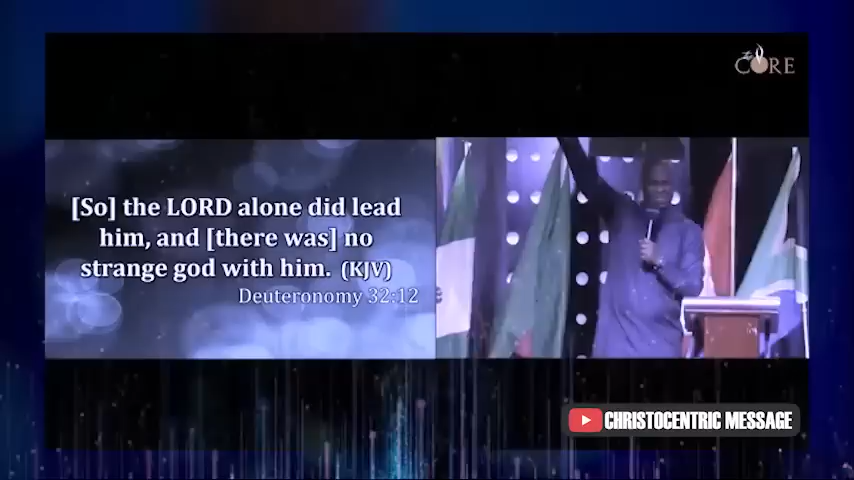 the
CORE
[So] the LORD alone did lead
him, and [there was] no
strange god with him. (KJV)
Deuteronomy 32:12
CHRISTOCENTRIC MESSAGE